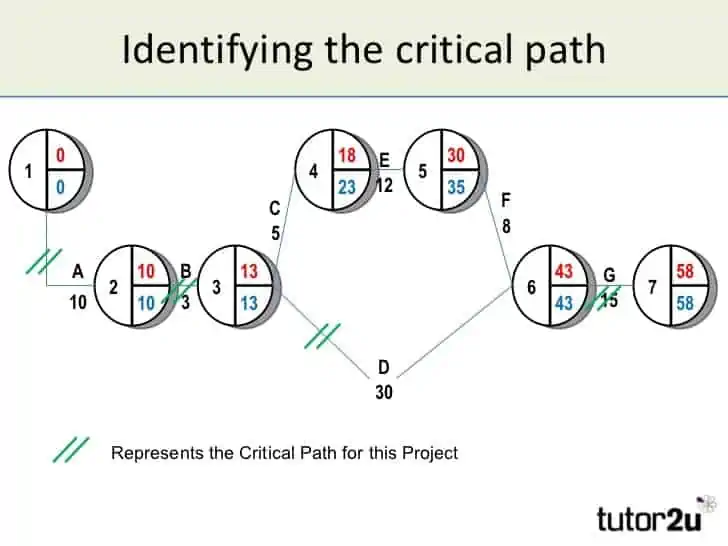 Identifying the critical path
1
0
0
A
10
2
10
10
B
3
3
13
13
C
5
4
18
23
E
12
5
30
35
F
8
D
30
6
43
43
G
15
7
58
58
Represents the Critical Path for this Project
tutor2u